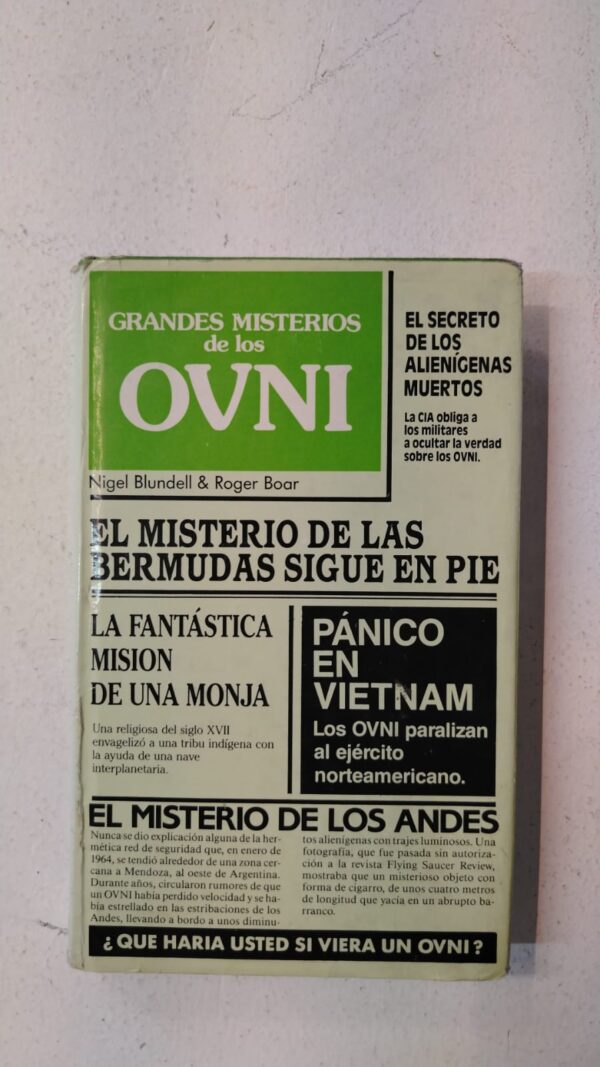 GRANDES MISTERIOS
de los
OVNI
Nigel Blundell & Roger Boar
EL SECRETO
DE LOS
ALIENÍGENAS
MUERTOS
La CIA obliga a
los militares
a ocultar la verdad
sobre los OVNI.
EL MISTERIO DE LAS
BERMUDAS SIGUE EN PIE
LA FANTÁSTICA
MISION
DE UNA MONJA
Una religiosa del siglo XVII
envagelizó a una tribu indígena con
la ayuda de una nave
interplanetaria.
PÁNICO
EN
VIETNAM
Los OVNI paralizan
al ejército
norteamericano.
EL MISTERIO DE LOS ANDES
Nunca se dio explicación alguna de la her-
mética red de seguridad que, en enero de
1964, se tendió alrededor de una zona cer-
cana a Mendoza, al oeste de Argentina.
Durante años, circularon rumores de que
un OVNI había perdido velocidad y se ha-
bía estrellado en las estribaciones de los
Andes, llevando a bordo a unos diminu-
tos alienígenas con trajes luminosos. Una
fotografía, que fue pasada sin autoriza-
ción a la revista Flying Saucer Review,
mostraba que un misterioso objeto con
forma de cigarro, de unos cuatro metros
de longitud que yacía en un abrupto ba-
rranco.
¿QUE HARIA USTED SI VIERA UN OVNI?